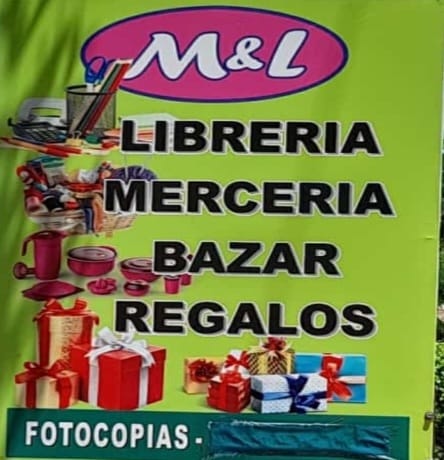 M&L
LIBRERIA
MERCERIA
BAZAR
REGALOS
FOTOCOPIAS -